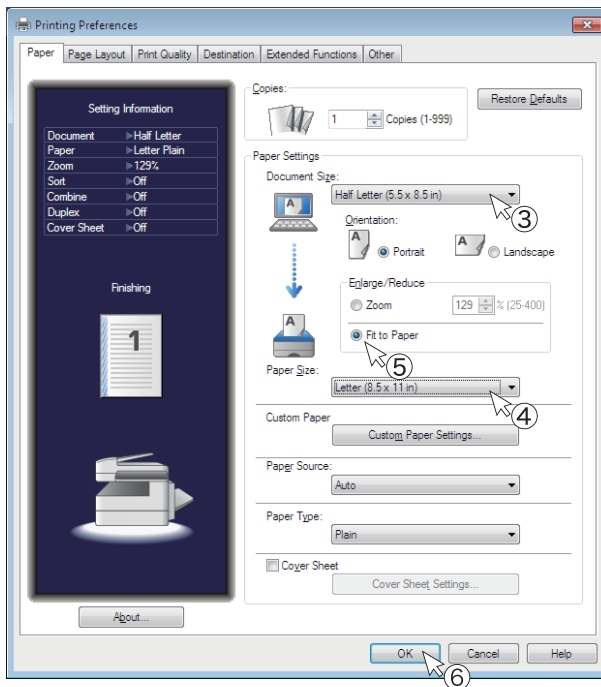 Printing Preferences
Paper Page Layout Print Quality Destination Extended Functions Other
Setting Information
Document ▶Half Letter
Paper ▶Letter Plain
Zoom ▶129%
Sort ▶Off
Combine ▶Off
Duplex ▶Off
Cover Sheet ▶Off
Finishing
1
About...
Copies:
1 Copies (1-999)
Restore Defaults
Paper Settings
Document Size:
A
Half Letter (5.5 x 8.5 in)
③
Orientation:
A Portrait A Landscape
Enlarge/Reduce
Zoom 129 % (25-400)
Fit to Paper
⑤
A
Paper Size:
Letter (8.5 x 11 in)
④
Custom Paper
Custom Paper Settings...
Paper Source:
Auto
Paper Type:
Plain
Cover Sheet
Cover Sheet Settings...
OK Cancel Help
⑥